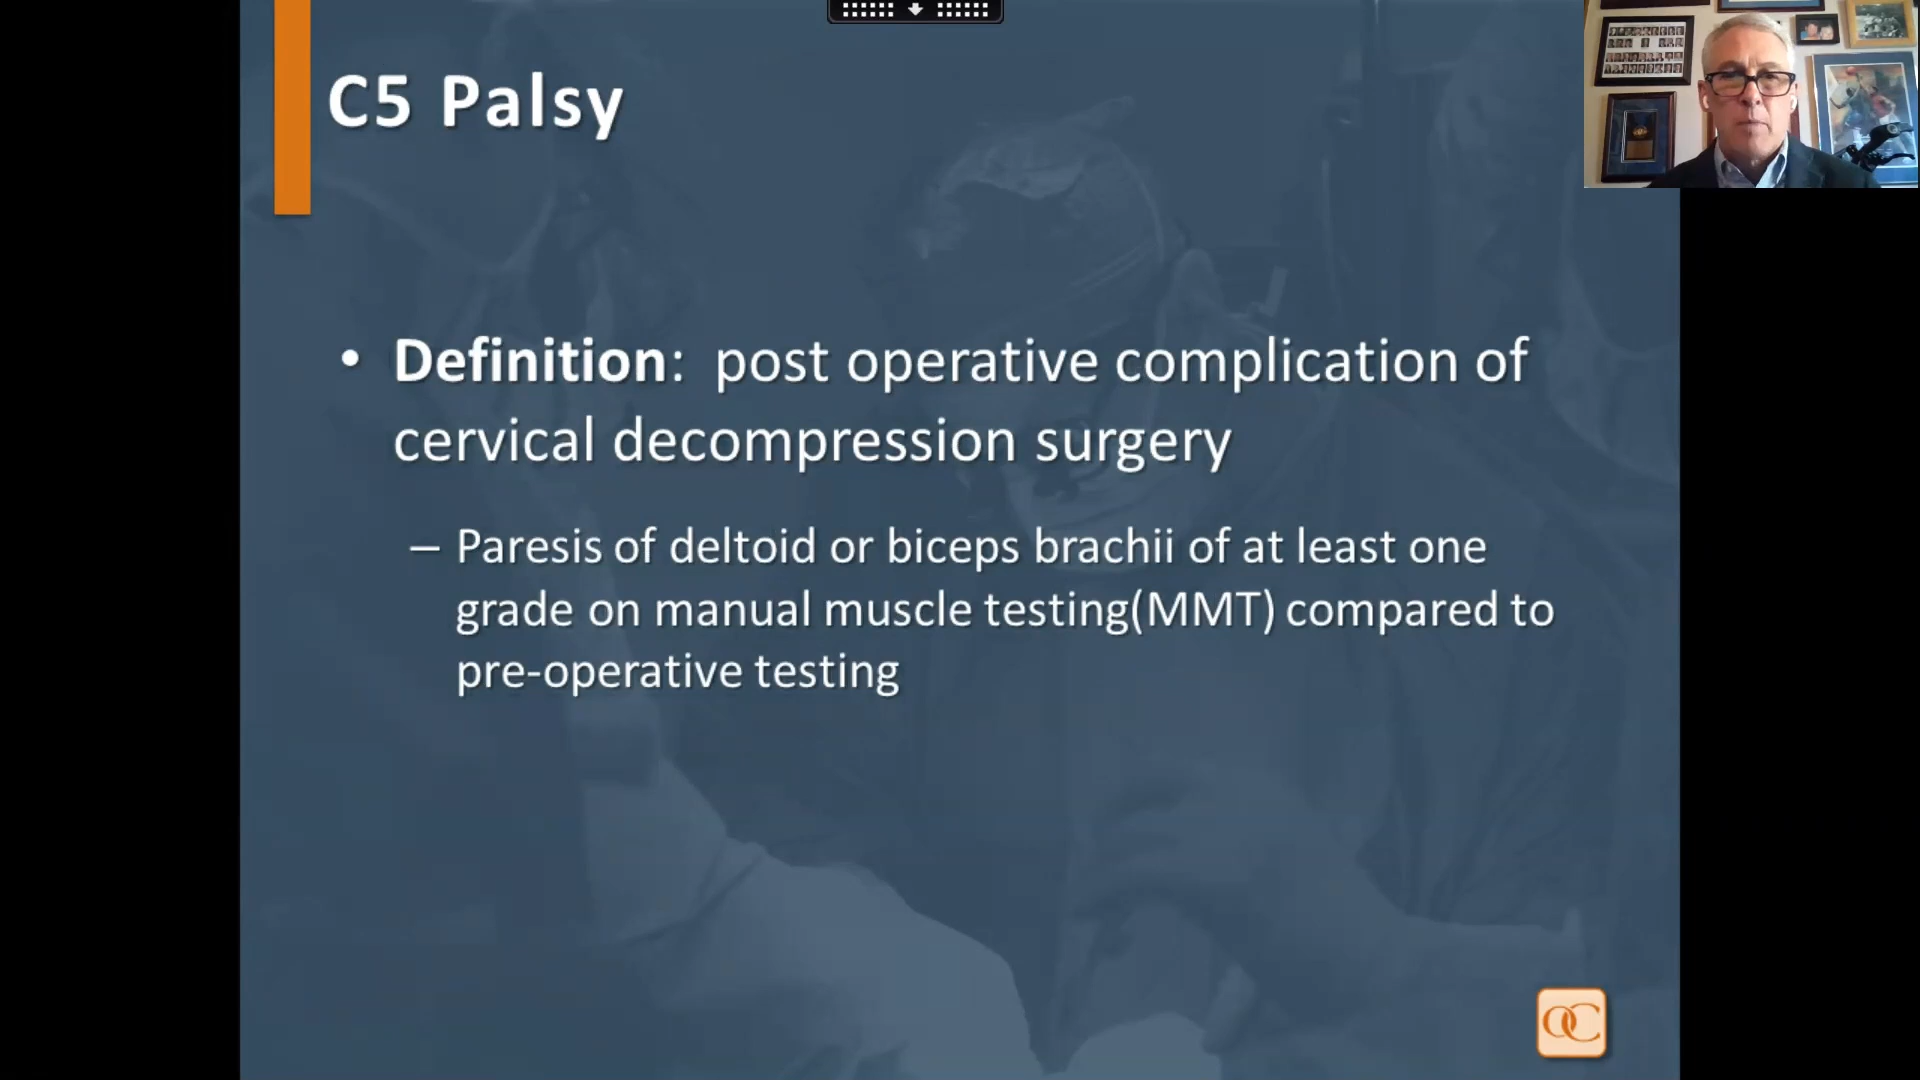 C5 Palsy
• Definition: post operative complication of
cervical decompression surgery
– Paresis of deltoid or biceps brachii of at least one
grade on manual muscle testing(MMT) compared to
pre-operative testing
OC